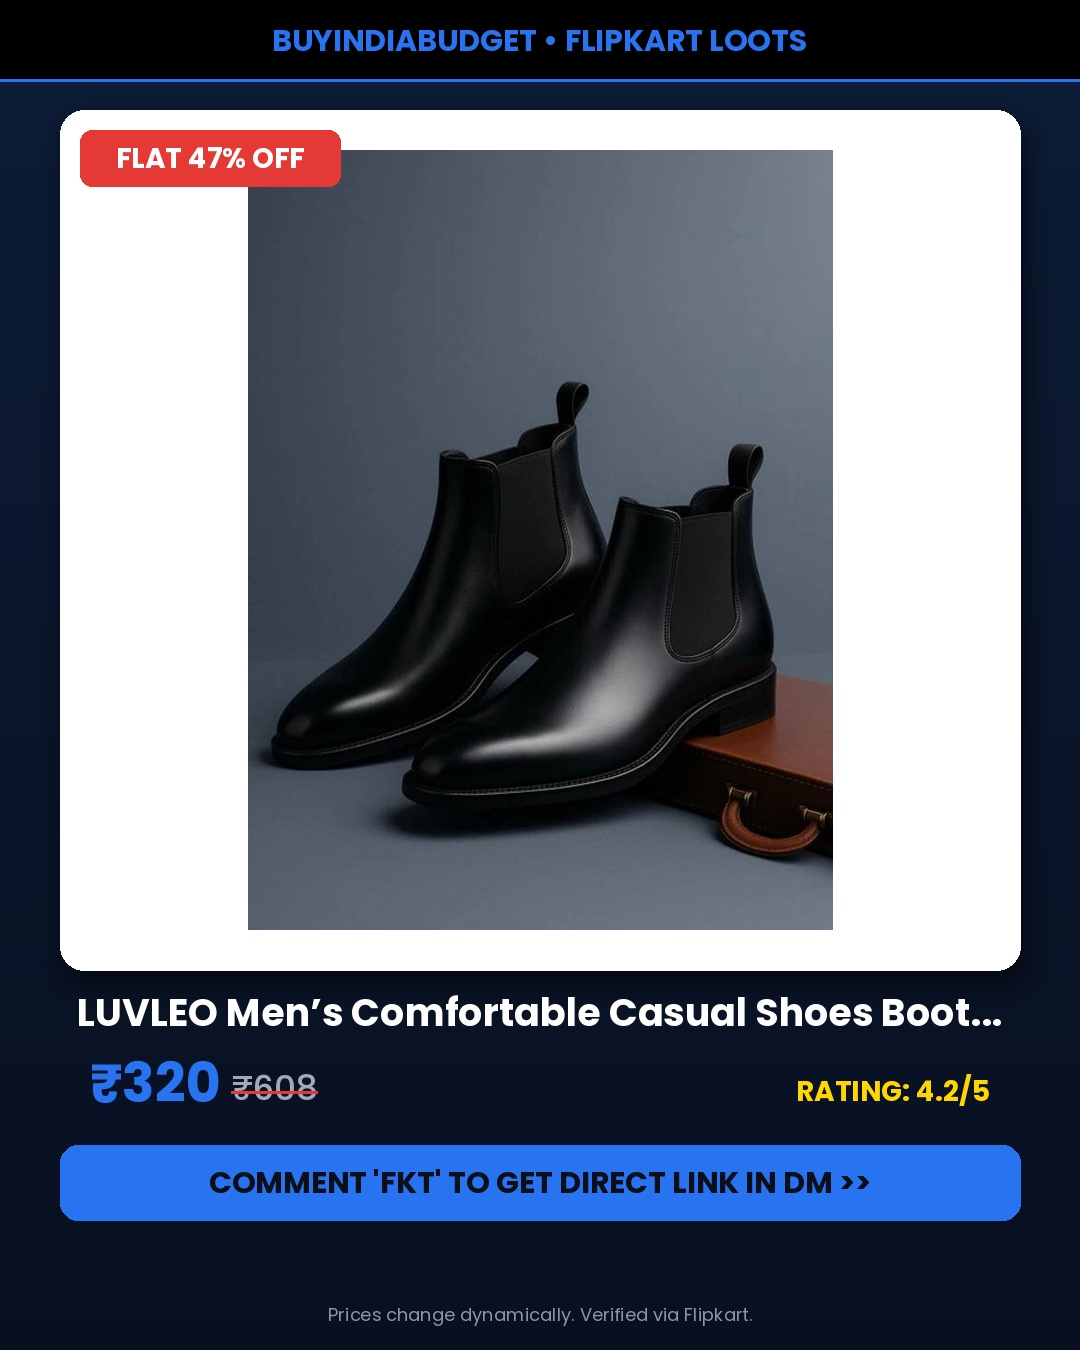 BUYINDIABUDGET • FLIPKART LOOTS
FLAT 47% OFF
LUVLEO Men’s Comfortable Casual Shoes Boot...
₹320 ₹608
RATING: 4.2/5
COMMENT 'FKT' TO GET DIRECT LINK IN DM >>
Prices change dynamically. Verified via Flipkart.